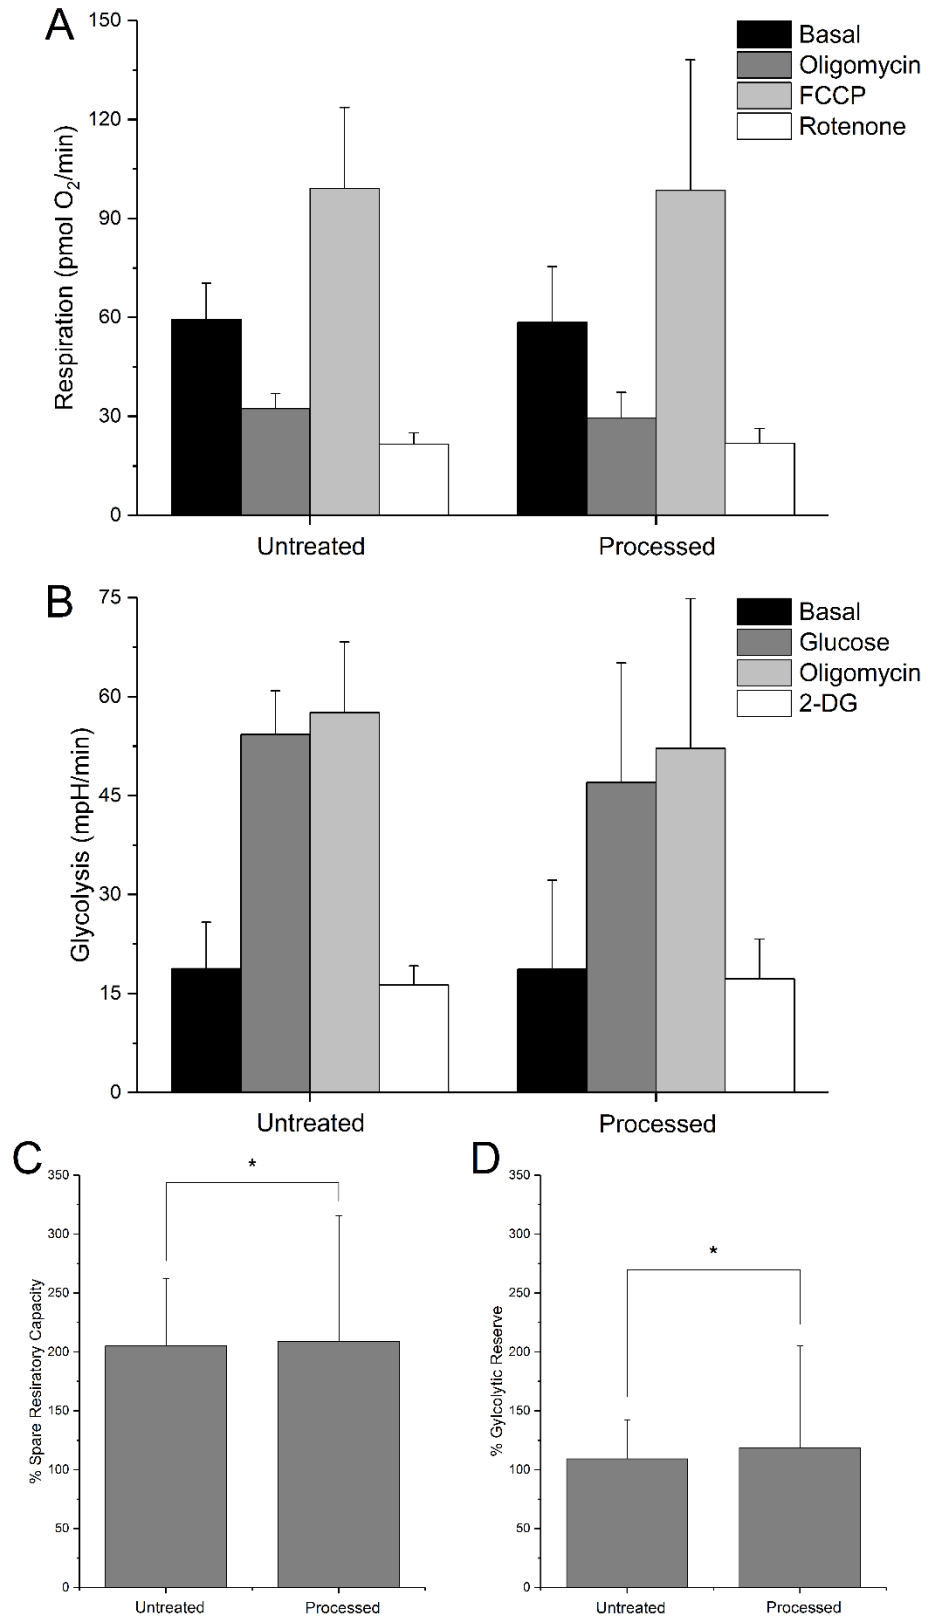 A
150
120
90
60
30
0
Respiration (pmol O₂/min)
Basal
Oligomycin
FCCP
Rotenone
Untreated
Processed
B
75
60
45
30
15
0
Glycolysis (mpH/min)
Basal
Glucose
Oligomycin
2-DG
Untreated
Processed
C
350
300
250
200
150
100
50
0
% Spare Resiratory Capacity
*
Untreated
Processed
D
350
300
250
200
150
100
50
0
% Gylcolytic Reserve
*
Untreated
Processed